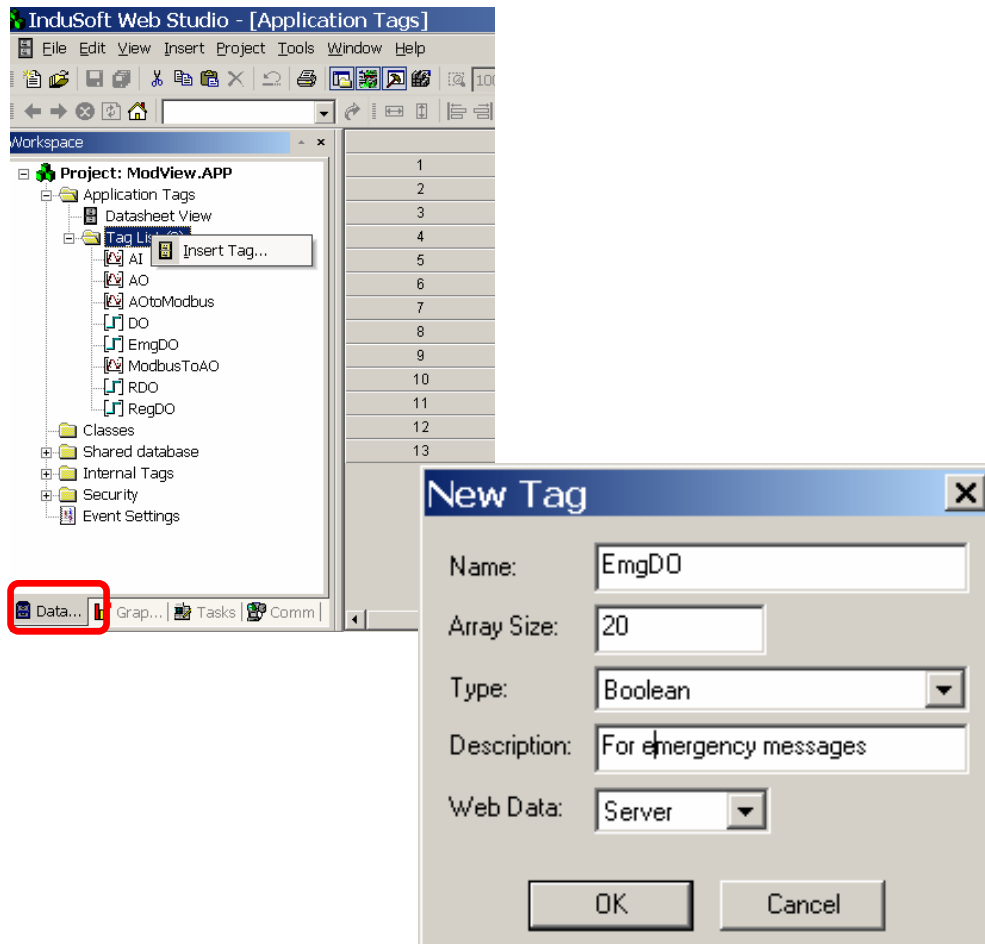 InduSoft Web Studio - [Application Tags]
File Edit View Insert Project Tools Window Help
Workspace
Project: ModView.APP
Application Tags
Datasheet View
Tag
Insert Tag...
AI
AO
AOtoModbus
DO
EmgDO
ModbusToAO
RDO
RegDO
Classes
Shared database
Internal Tags
Security
Event Settings
Data... Grap... Tasks Comm
1
2
3
4
5
6
7
8
9
10
11
12
13
New Tag
Name: EmgDO
Array Size: 20
Type: Boolean
Description: For emergency messages
Web Data: Server
OK Cancel